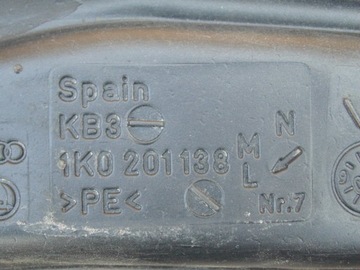 Spain
KB3 N
1K0 201138 M
L
>PE< Nr.7